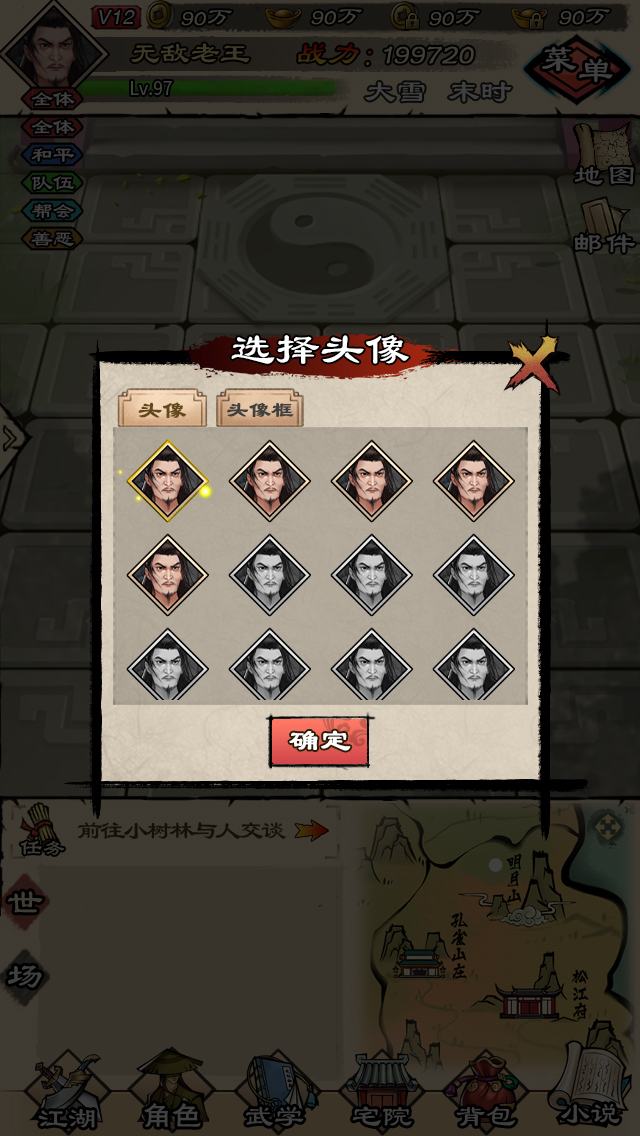 V12 90万 90万 90万 90万
无敌老王 战力：199720
菜单
Lv.97
大雪 末时
全体
全体
和平
队伍
帮会
善恶
地图
邮件
选择头像
头像 头像框
确定
任务
前往小树林与人交谈
世
场
明月山
孔雀山庄
松江府
江湖 角色 武学 宅院 背包 小说